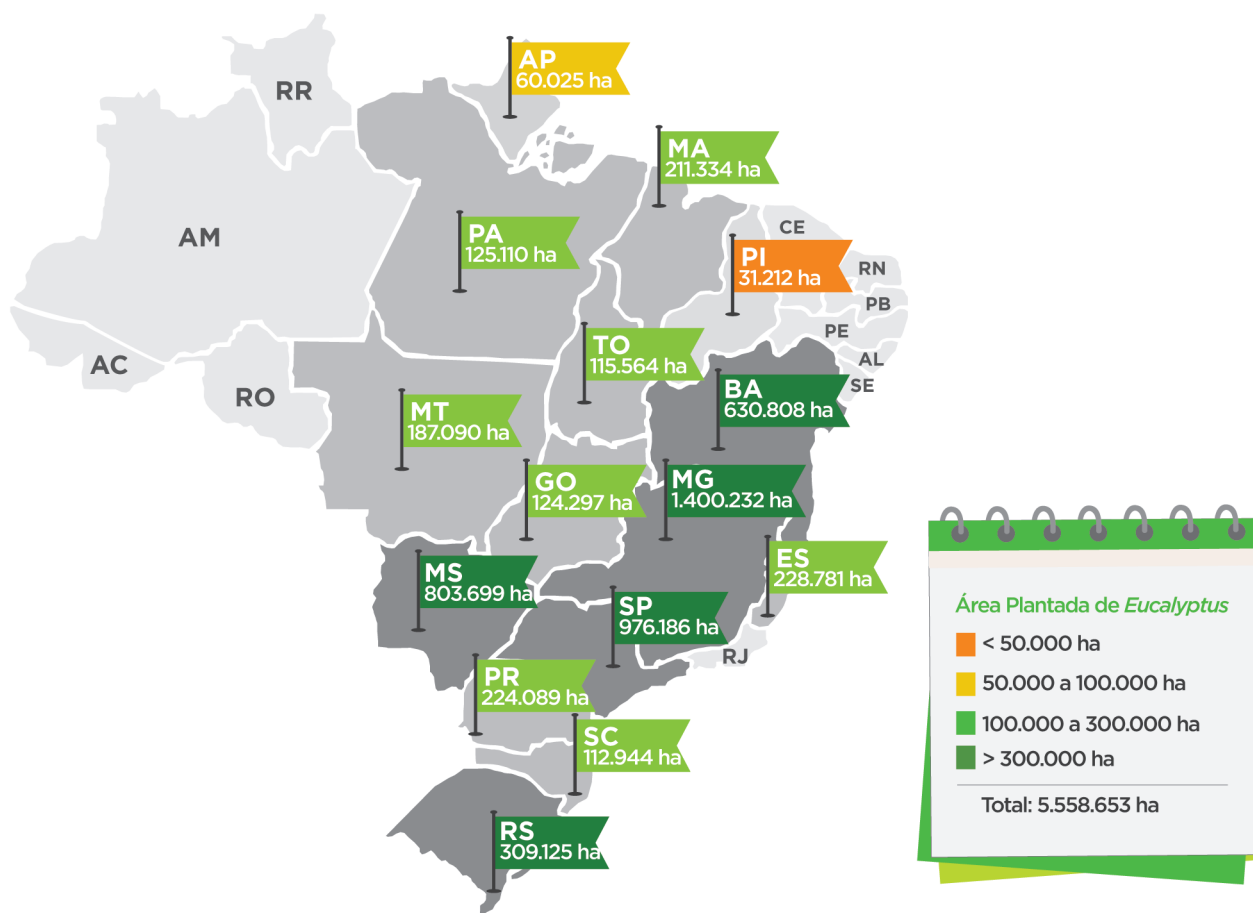 AP
60.025 ha
RR
MA
211.334 ha
AM
PA
125.110 ha
CE
PI
31.212 ha
RN
PB
PE
AL
SE
AC
RO
TO
115.564 ha
BA
630.808 ha
MT
187.090 ha
GO
124.297 ha
MG
1.400.232 ha
MS
803.699 ha
ES
228.781 ha
SP
976.186 ha
RJ
PR
224.089 ha
SC
112.944 ha
RS
309.125 ha
Área Plantada de Eucalyptus
< 50.000 ha
50.000 a 100.000 ha
100.000 a 300.000 ha
> 300.000 ha
Total: 5.558.653 ha